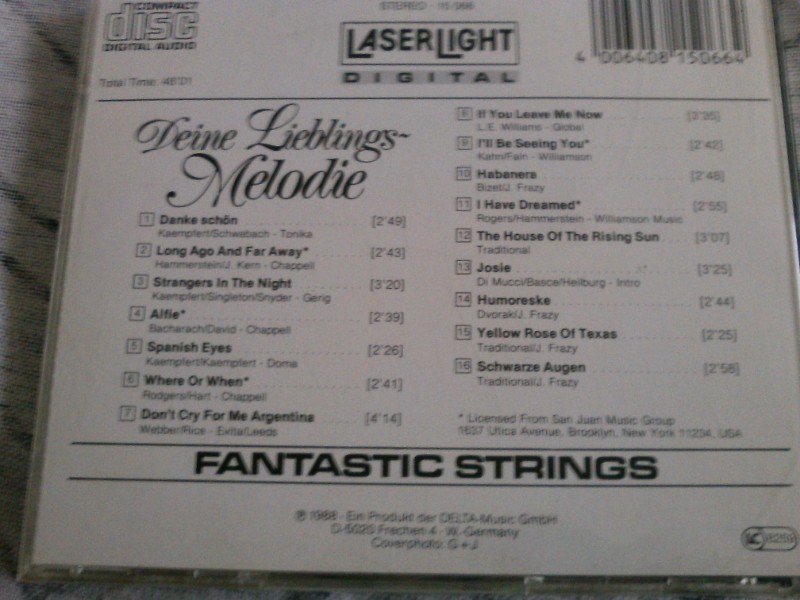 COMPACT
disc
DIGITAL AUDIO
STEREO · 15 066
LASERLIGHT
DIGITAL
4 006408 150664
Total Time: 46'01
Deine Lieblings-
Melodie
1 Danke schön [2'49]
Kaempfert/Schwabach - Tonika
2 Long Ago And Far Away* [2'43]
Hammerstein/J. Kern - Chappell
3 Strangers In The Night [3'20]
Kaempfert/Singleton/Snyder - Gerig
4 Alfie* [2'39]
Bacharach/David - Chappell
5 Spanish Eyes [2'26]
Kaempfert/Kaempfert - Doma
6 Where Or When* [2'41]
Rodgers/Hart - Chappell
7 Don't Cry For Me Argentina [4'14]
Webber/Rice - Evita/Leeds
8 If You Leave Me Now [3'35]
L.E. Williams - Global
9 I'll Be Seeing You* [2'42]
Kahn/Fain - Williamson
10 Habanera [2'48]
Bizet/J. Frazy
11 I Have Dreamed* [2'55]
Rogers/Hammerstein - Williamson Music
12 The House Of The Rising Sun [3'07]
Traditional
13 Josie [3'25]
Di Mucci/Basce/Heilburg - Intro
14 Humoreske [2'44]
Dvorak/J. Frazy
15 Yellow Rose Of Texas [2'25]
Traditional/J. Frazy
16 Schwarze Augen [2'58]
Traditional/J. Frazy
* Licensed From San Juan Music Group
1637 Utica Avenue, Brooklyn, New York 11234, USA
FANTASTIC STRINGS
℗ 1988 · Ein Produkt der DELTA-Music GmbH
D-5020 Frechen 4 - W.-Germany
Coverphoto: G + J
LC 8259